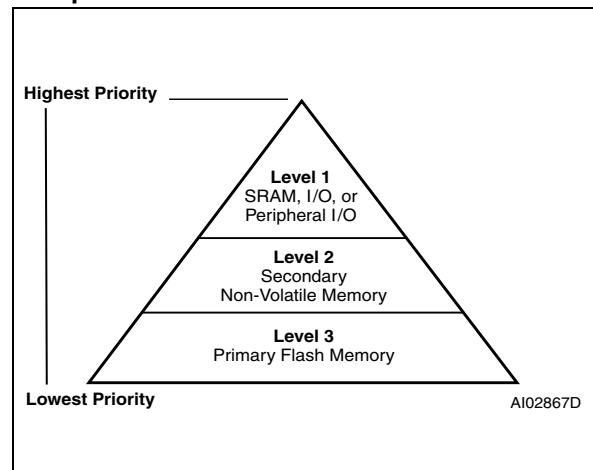 Highest Priority
Level 1
SRAM, I/O, or
Peripheral I/O
Level 2
Secondary
Non-Volatile Memory
Level 3
Primary Flash Memory
Lowest Priority
AI02867D